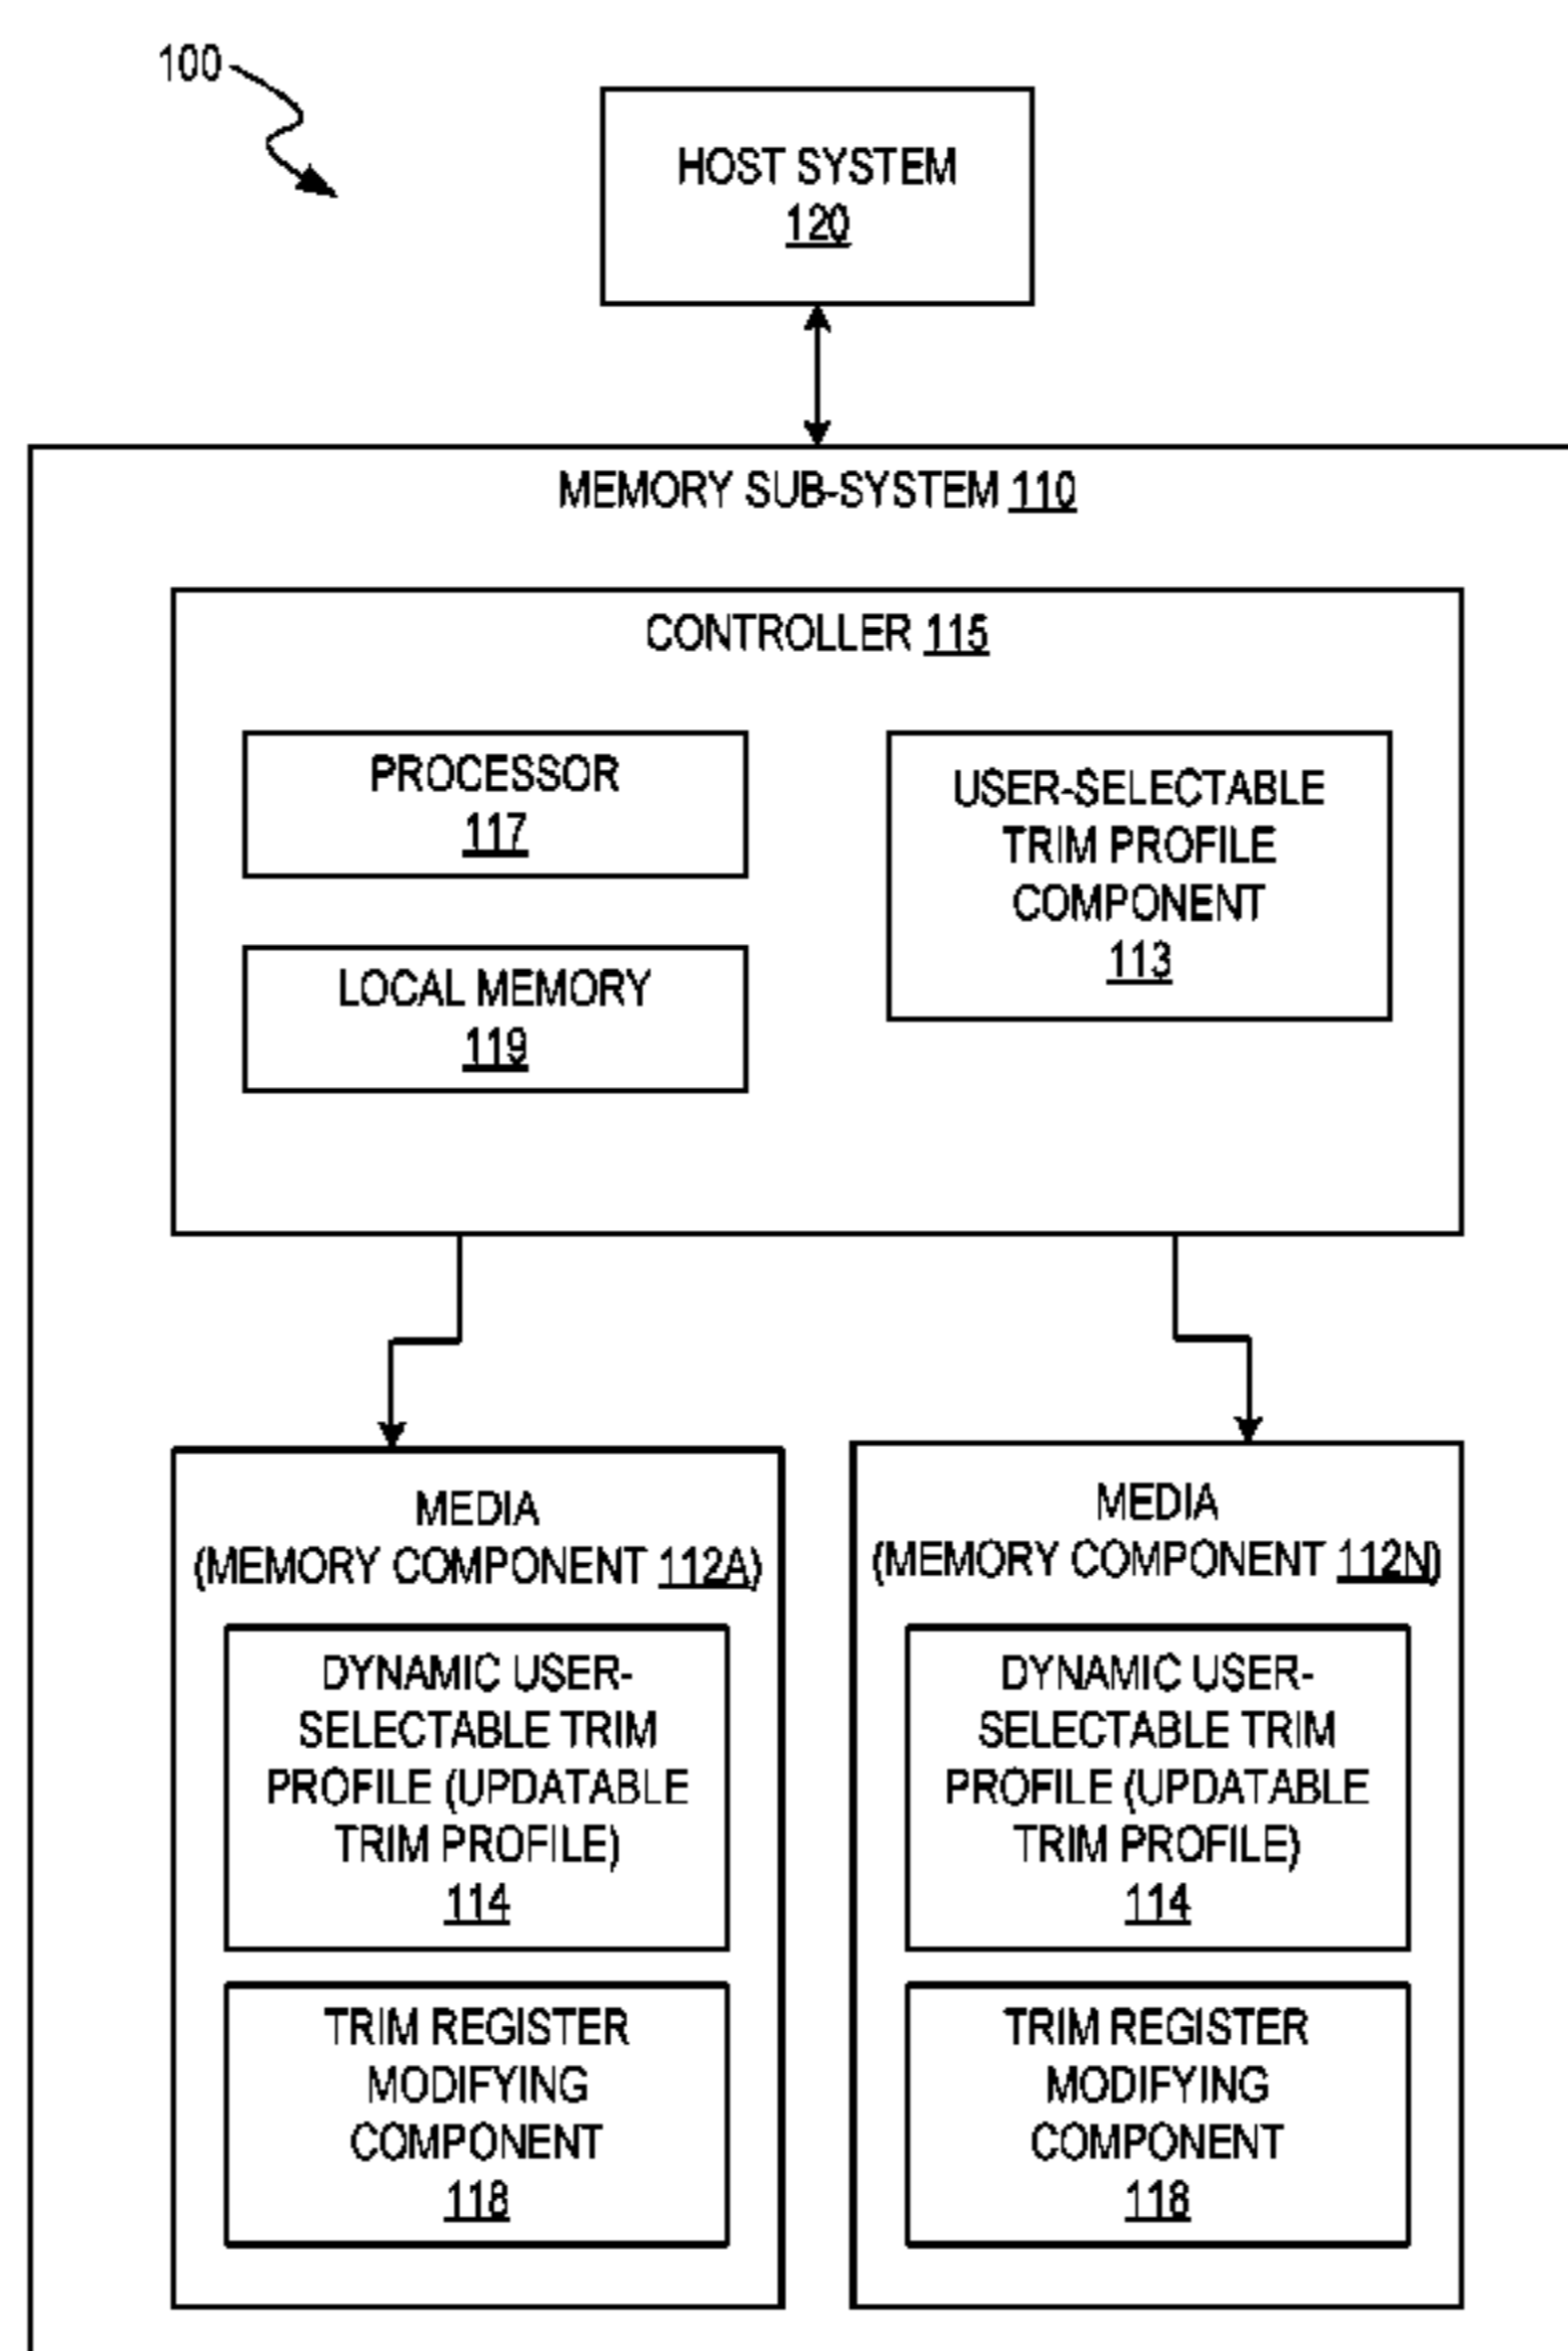 100
HOST SYSTEM
120
MEMORY SUB-SYSTEM 110
CONTROLLER 115
PROCESSOR
117
LOCAL MEMORY
119
USER-SELECTABLE
TRIM PROFILE
COMPONENT
113
MEDIA
(MEMORY COMPONENT 112A)
DYNAMIC USER-
SELECTABLE TRIM
PROFILE (UPDATABLE
TRIM PROFILE)
114
TRIM REGISTER
MODIFYING
COMPONENT
118
MEDIA
(MEMORY COMPONENT 112N)
DYNAMIC USER-
SELECTABLE TRIM
PROFILE (UPDATABLE
TRIM PROFILE)
114
TRIM REGISTER
MODIFYING
COMPONENT
118